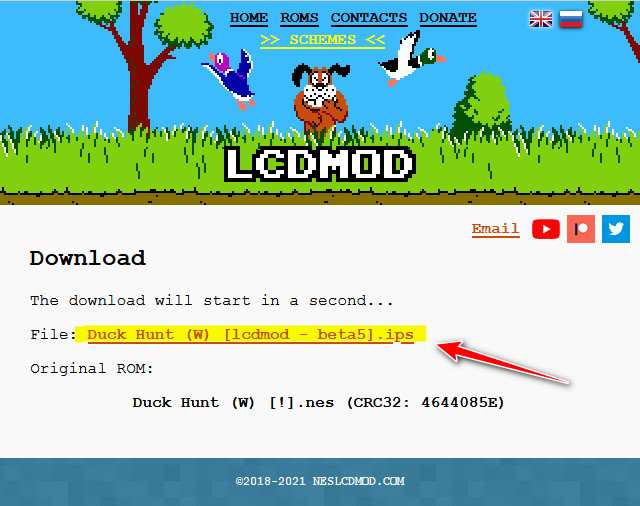 HOME ROMS CONTACTS DONATE
>> SCHEMES <<
LCDMOD
Email
Download
The download will start in a second...
File: Duck Hunt (W) [lcdmod - beta5].ips
Original ROM:
Duck Hunt (W) [!].nes (CRC32: 4644085E)
©2018-2021 NESLCDMOD.COM